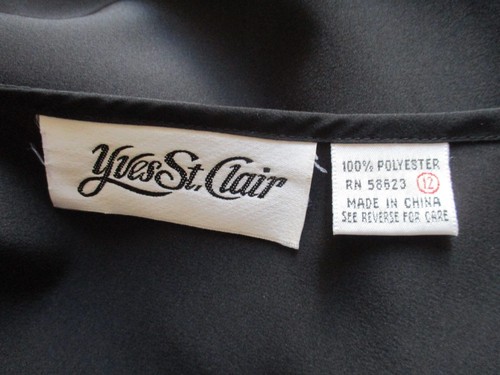 Yves St. Clair
100% POLYESTER
RN 58623 12
MADE IN CHINA
SEE REVERSE FOR CARE